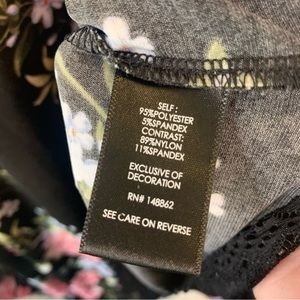 SELF :
95%POLYESTER
5%SPANDEX
CONTRAST:
89%NYLON
11%SPANDEX
EXCLUSIVE OF
DECORATION
RN# 148862
SEE CARE ON REVERSE